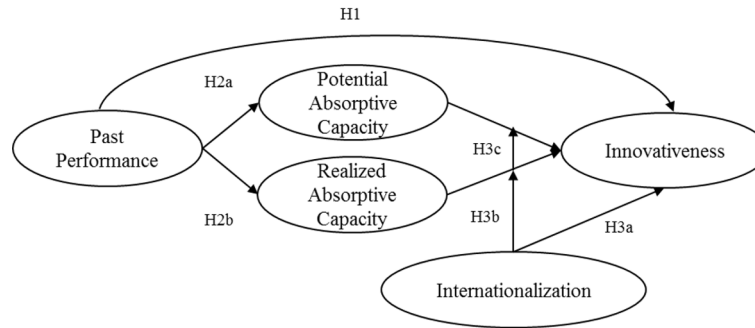 H1
H2a
Potential
Absorptive
Capacity
Past
Performance
H3c
Innovativeness
Realized
Absorptive
Capacity
H2b
H3b
H3a
Internationalization